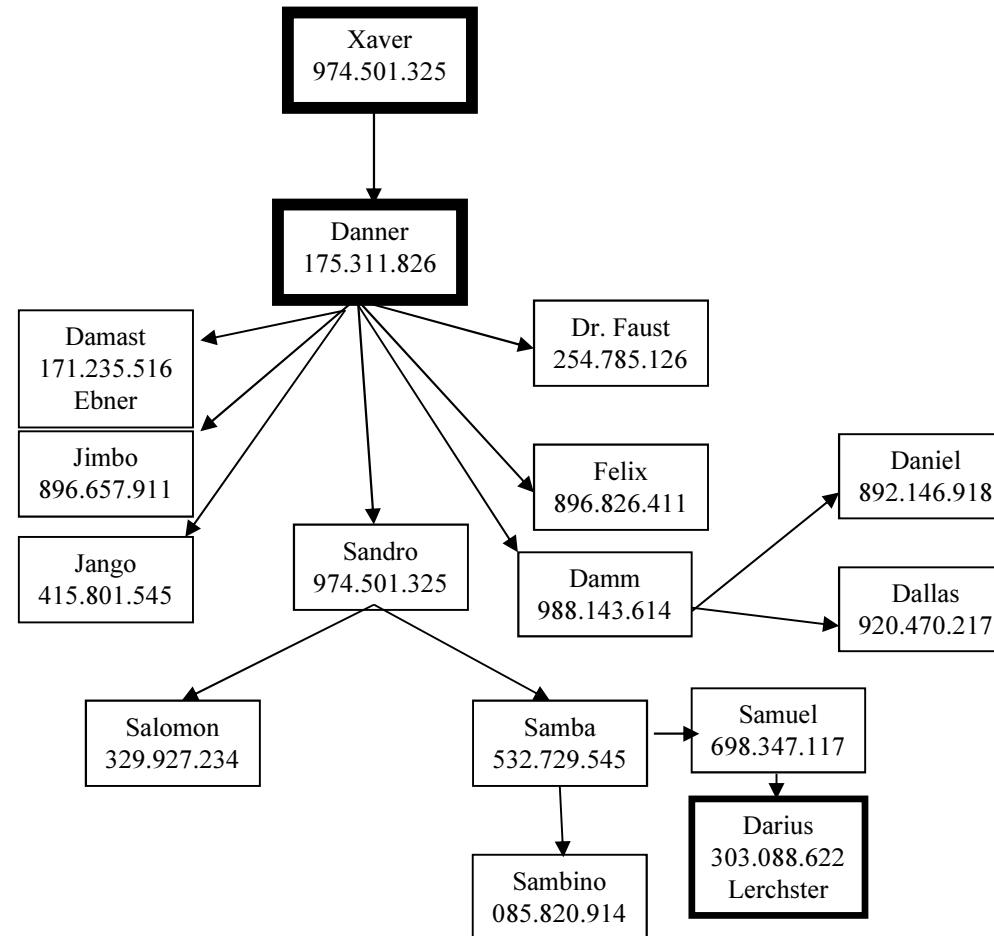 Xaver
974.501.325
Danner
175.311.826
Damast
171.235.516
Ebner
Dr. Faust
254.785.126
Jimbo
896.657.911
Felix
896.826.411
Daniel
892.146.918
Jango
415.801.545
Sandro
974.501.325
Damm
988.143.614
Dallas
920.470.217
Salomon
329.927.234
Samba
532.729.545
Samuel
698.347.117
Darius
303.088.622
Lerchster
Sambino
085.820.914